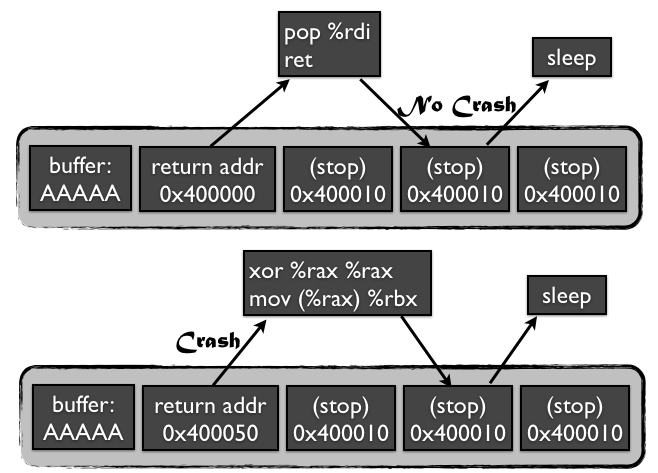 pop %rdi
ret
sleep
No Crash
buffer:
AAAAA
return addr
0x400000
(stop)
0x400010
(stop)
0x400010
(stop)
0x400010
xor %rax %rax
mov (%rax) %rbx
sleep
Crash
buffer:
AAAAA
return addr
0x400050
(stop)
0x400010
(stop)
0x400010
(stop)
0x400010